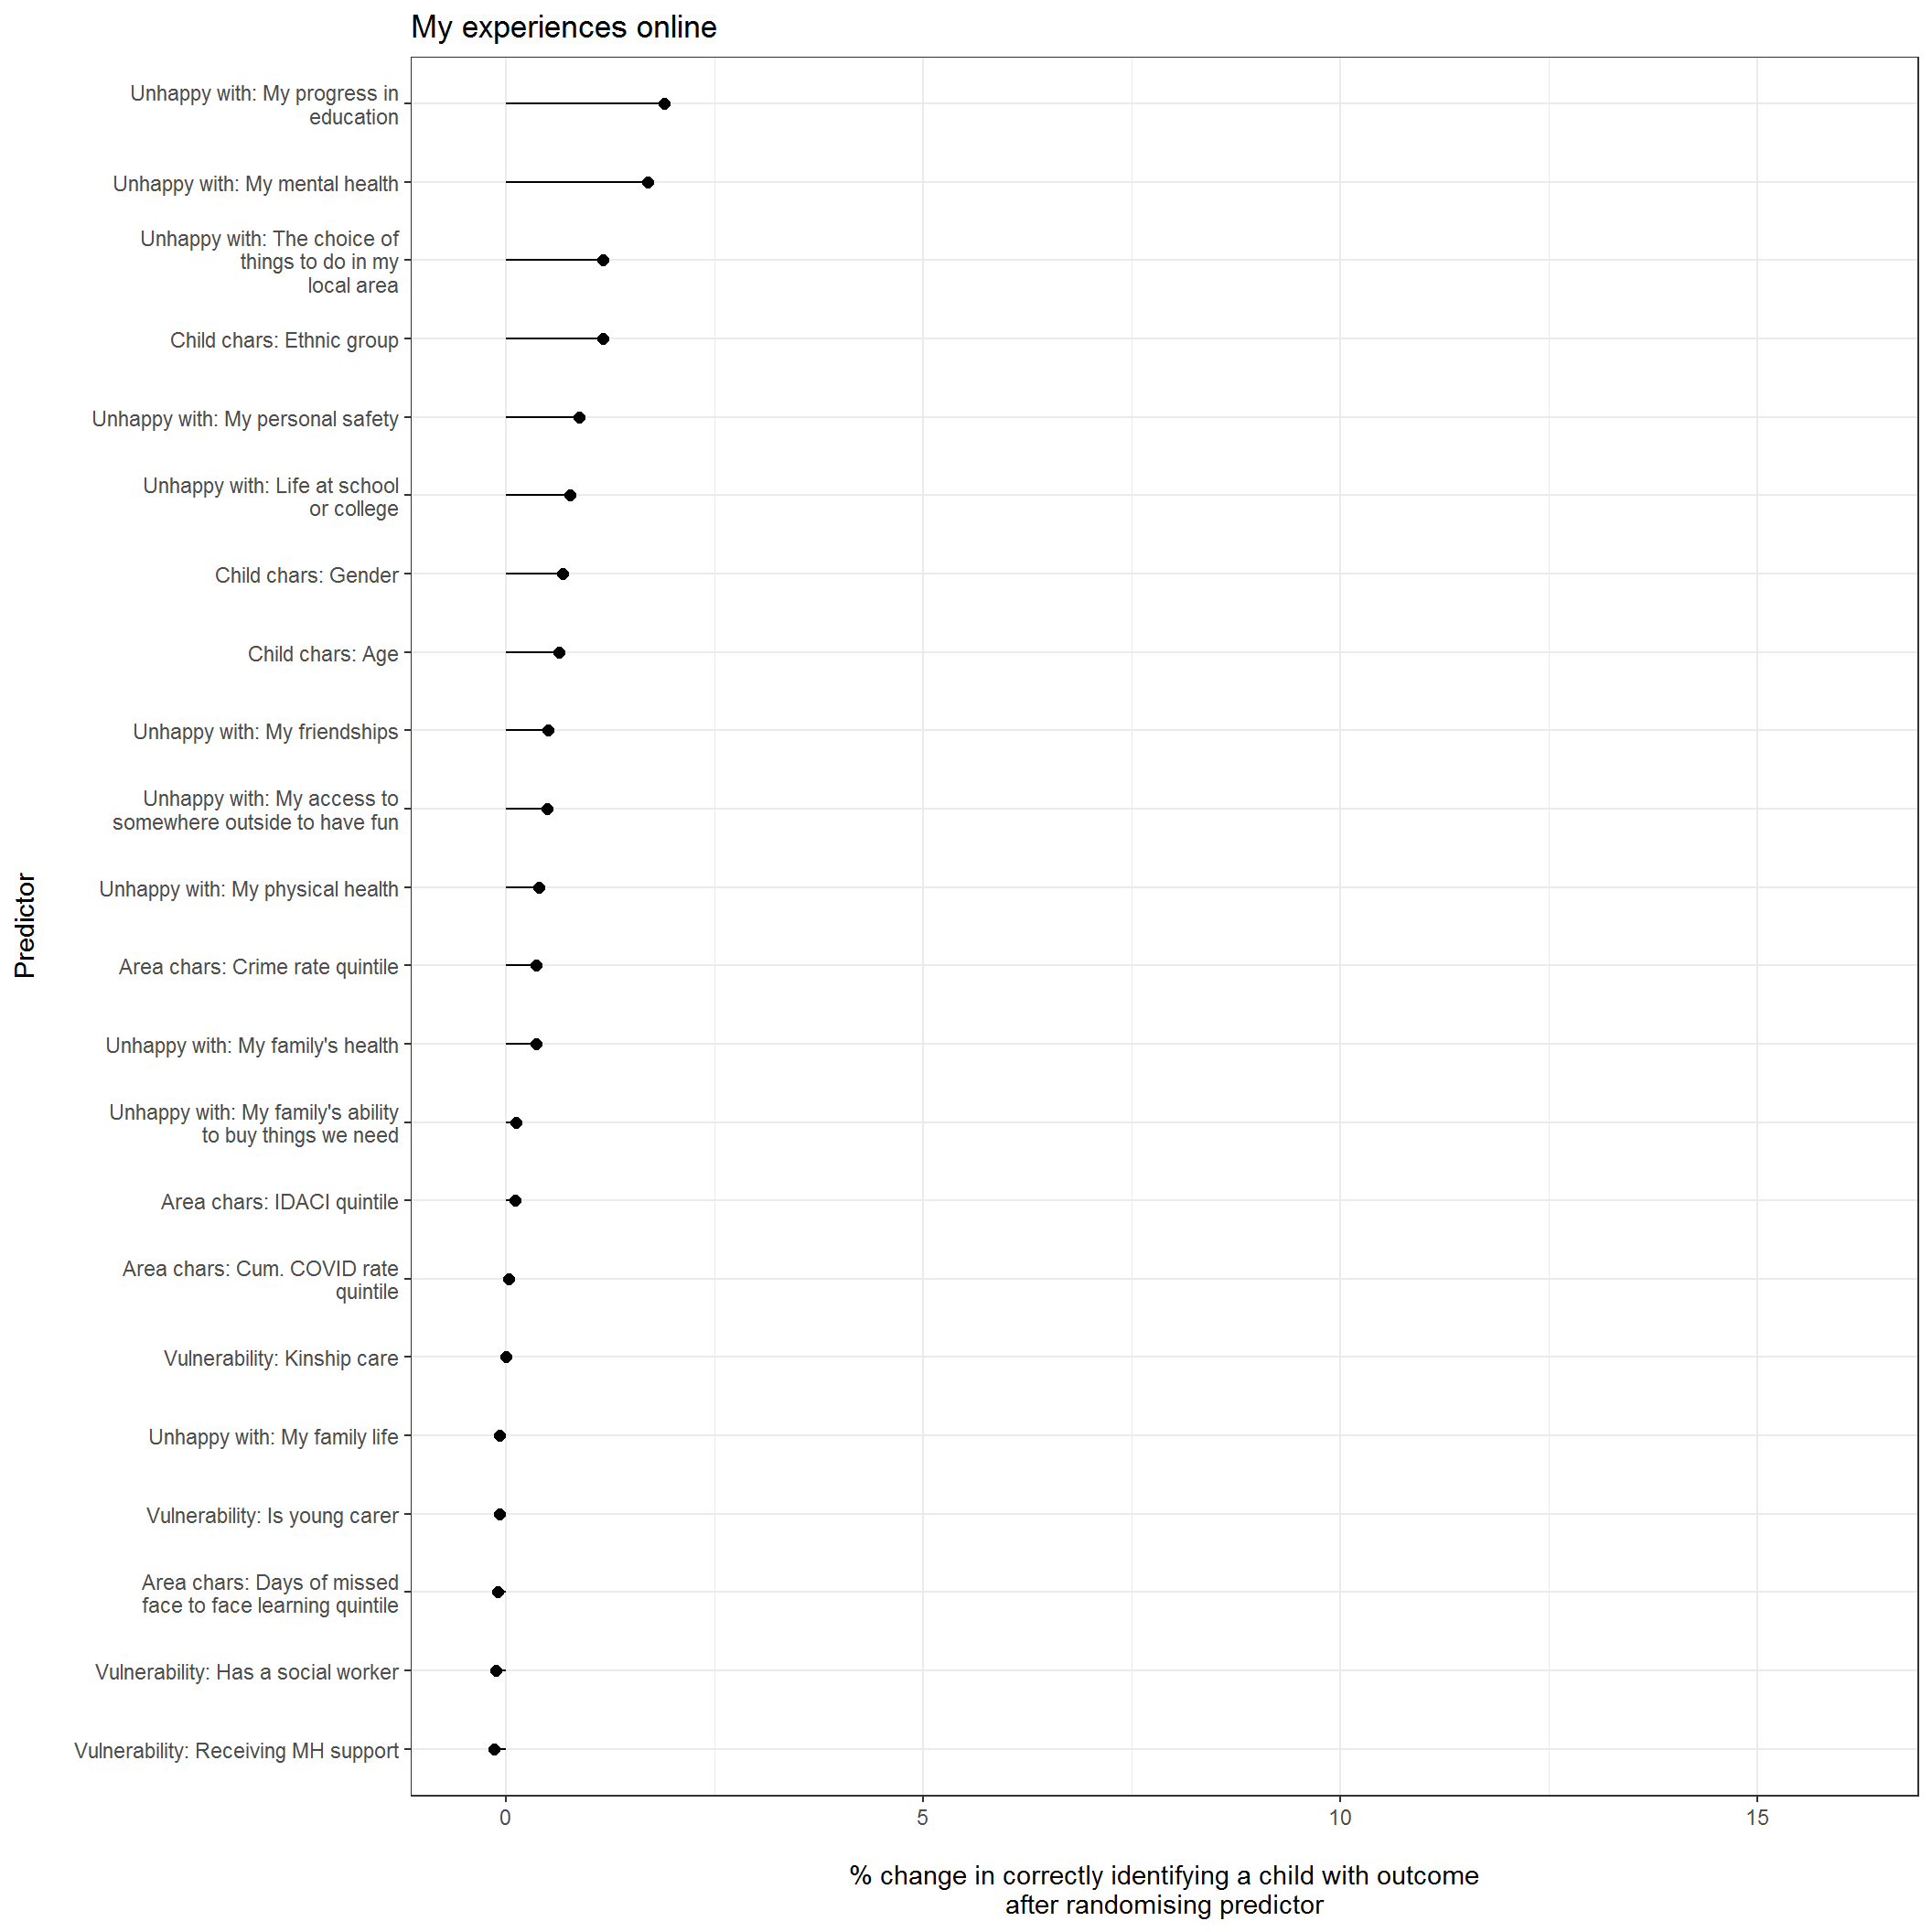 My experiences online
Unhappy with: My progress in
education
Unhappy with: My mental health
Unhappy with: The choice of
things to do in my
local area
Child chars: Ethnic group
Unhappy with: My personal safety
Unhappy with: Life at school
or college
Child chars: Gender
Child chars: Age
Unhappy with: My friendships
Unhappy with: My access to
somewhere outside to have fun
Unhappy with: My physical health
Area chars: Crime rate quintile
Unhappy with: My family's health
Unhappy with: My family's ability
to buy things we need
Area chars: IDACI quintile
Area chars: Cum. COVID rate
quintile
Vulnerability: Kinship care
Unhappy with: My family life
Vulnerability: Is young carer
Area chars: Days of missed
face to face learning quintile
Vulnerability: Has a social worker
Vulnerability: Receiving MH support
Predictor
0 5 10 15
% change in correctly identifying a child with outcome
after randomising predictor